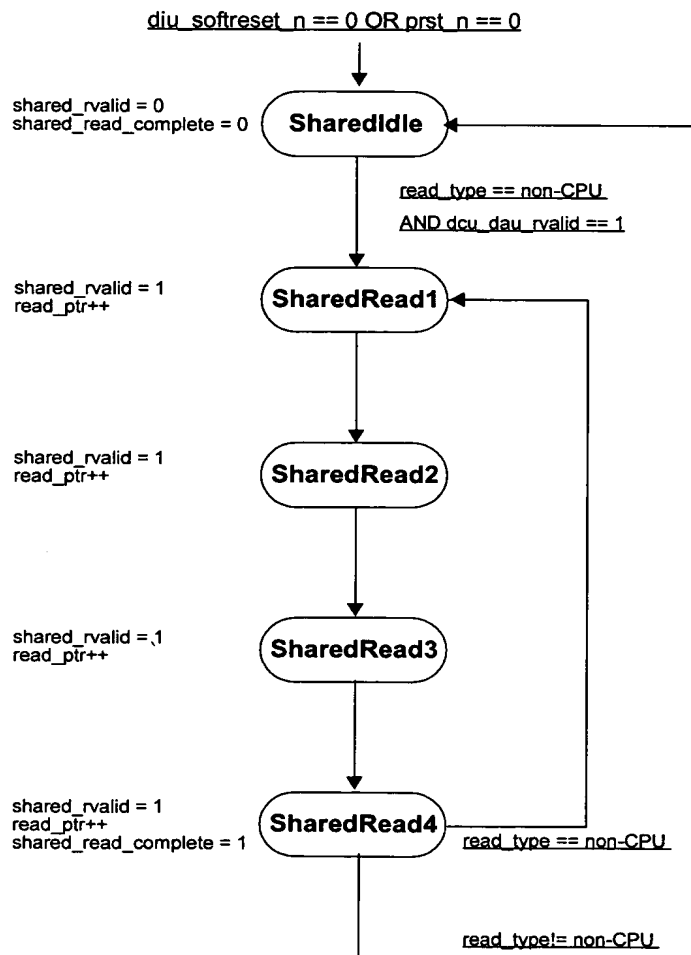 diu_softreset_n == 0 OR prst_n == 0
shared_rvalid = 0
shared_read_complete = 0
SharedIdle
read_type == non-CPU
AND dcu_dau_rvalid == 1
shared_rvalid = 1
read_ptr++
SharedRead1
shared_rvalid = 1
read_ptr++
SharedRead2
shared_rvalid = 1
read_ptr++
SharedRead3
shared_rvalid = 1
read_ptr++
shared_read_complete = 1
SharedRead4
read_type == non-CPU
read_type!= non-CPU